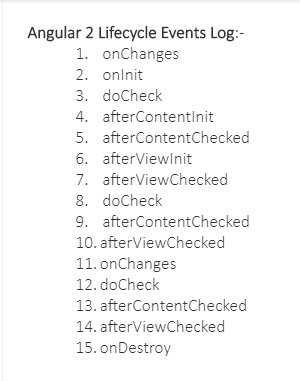 Angular 2 Lifecycle Events Log:-
1. onChanges
2. onInit
3. doCheck
4. afterContentInit
5. afterContentChecked
6. afterViewInit
7. afterViewChecked
8. doCheck
9. afterContentChecked
10. afterViewChecked
11. onChanges
12. doCheck
13. afterContentChecked
14. afterViewChecked
15. onDestroy